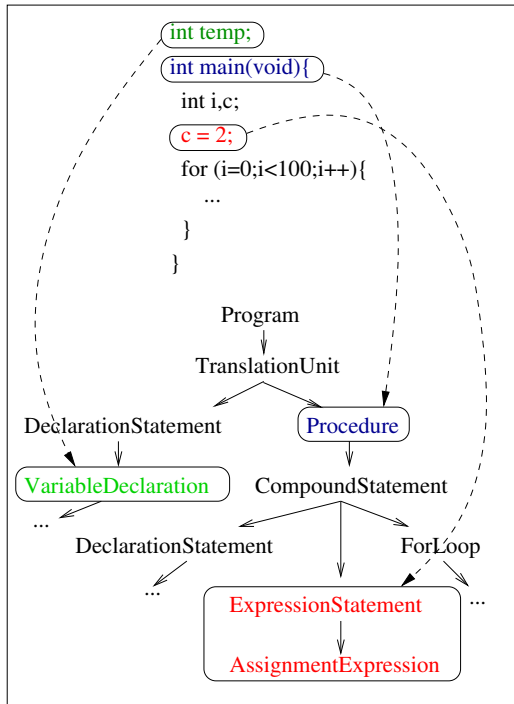 int temp;
int main(void){
int i,c;
c = 2;
for (i=0;i<100;i++){
...
}
}
Program
TranslationUnit
DeclarationStatement
Procedure
VariableDeclaration
CompoundStatement
...
DeclarationStatement
ForLoop
...
ExpressionStatement
...
AssignmentExpression